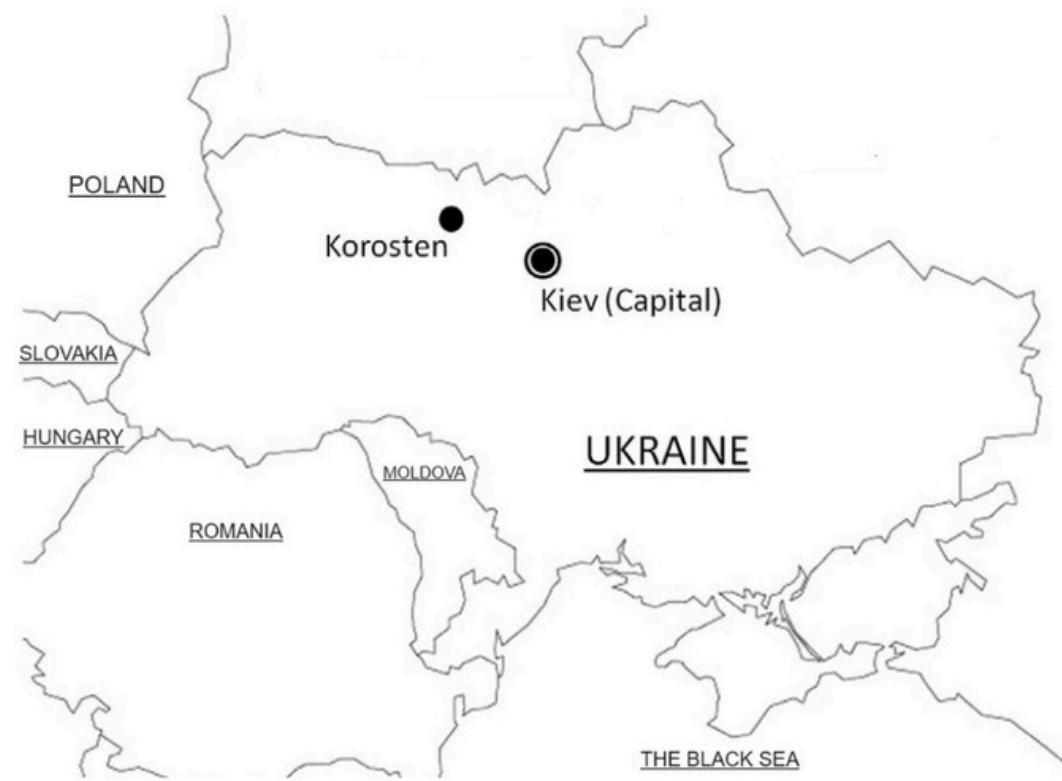 POLAND
Korosten
Kiev (Capital)
SLOVAKIA
HUNGARY
UKRAINE
MOLDOVA
ROMANIA
THE BLACK SEA